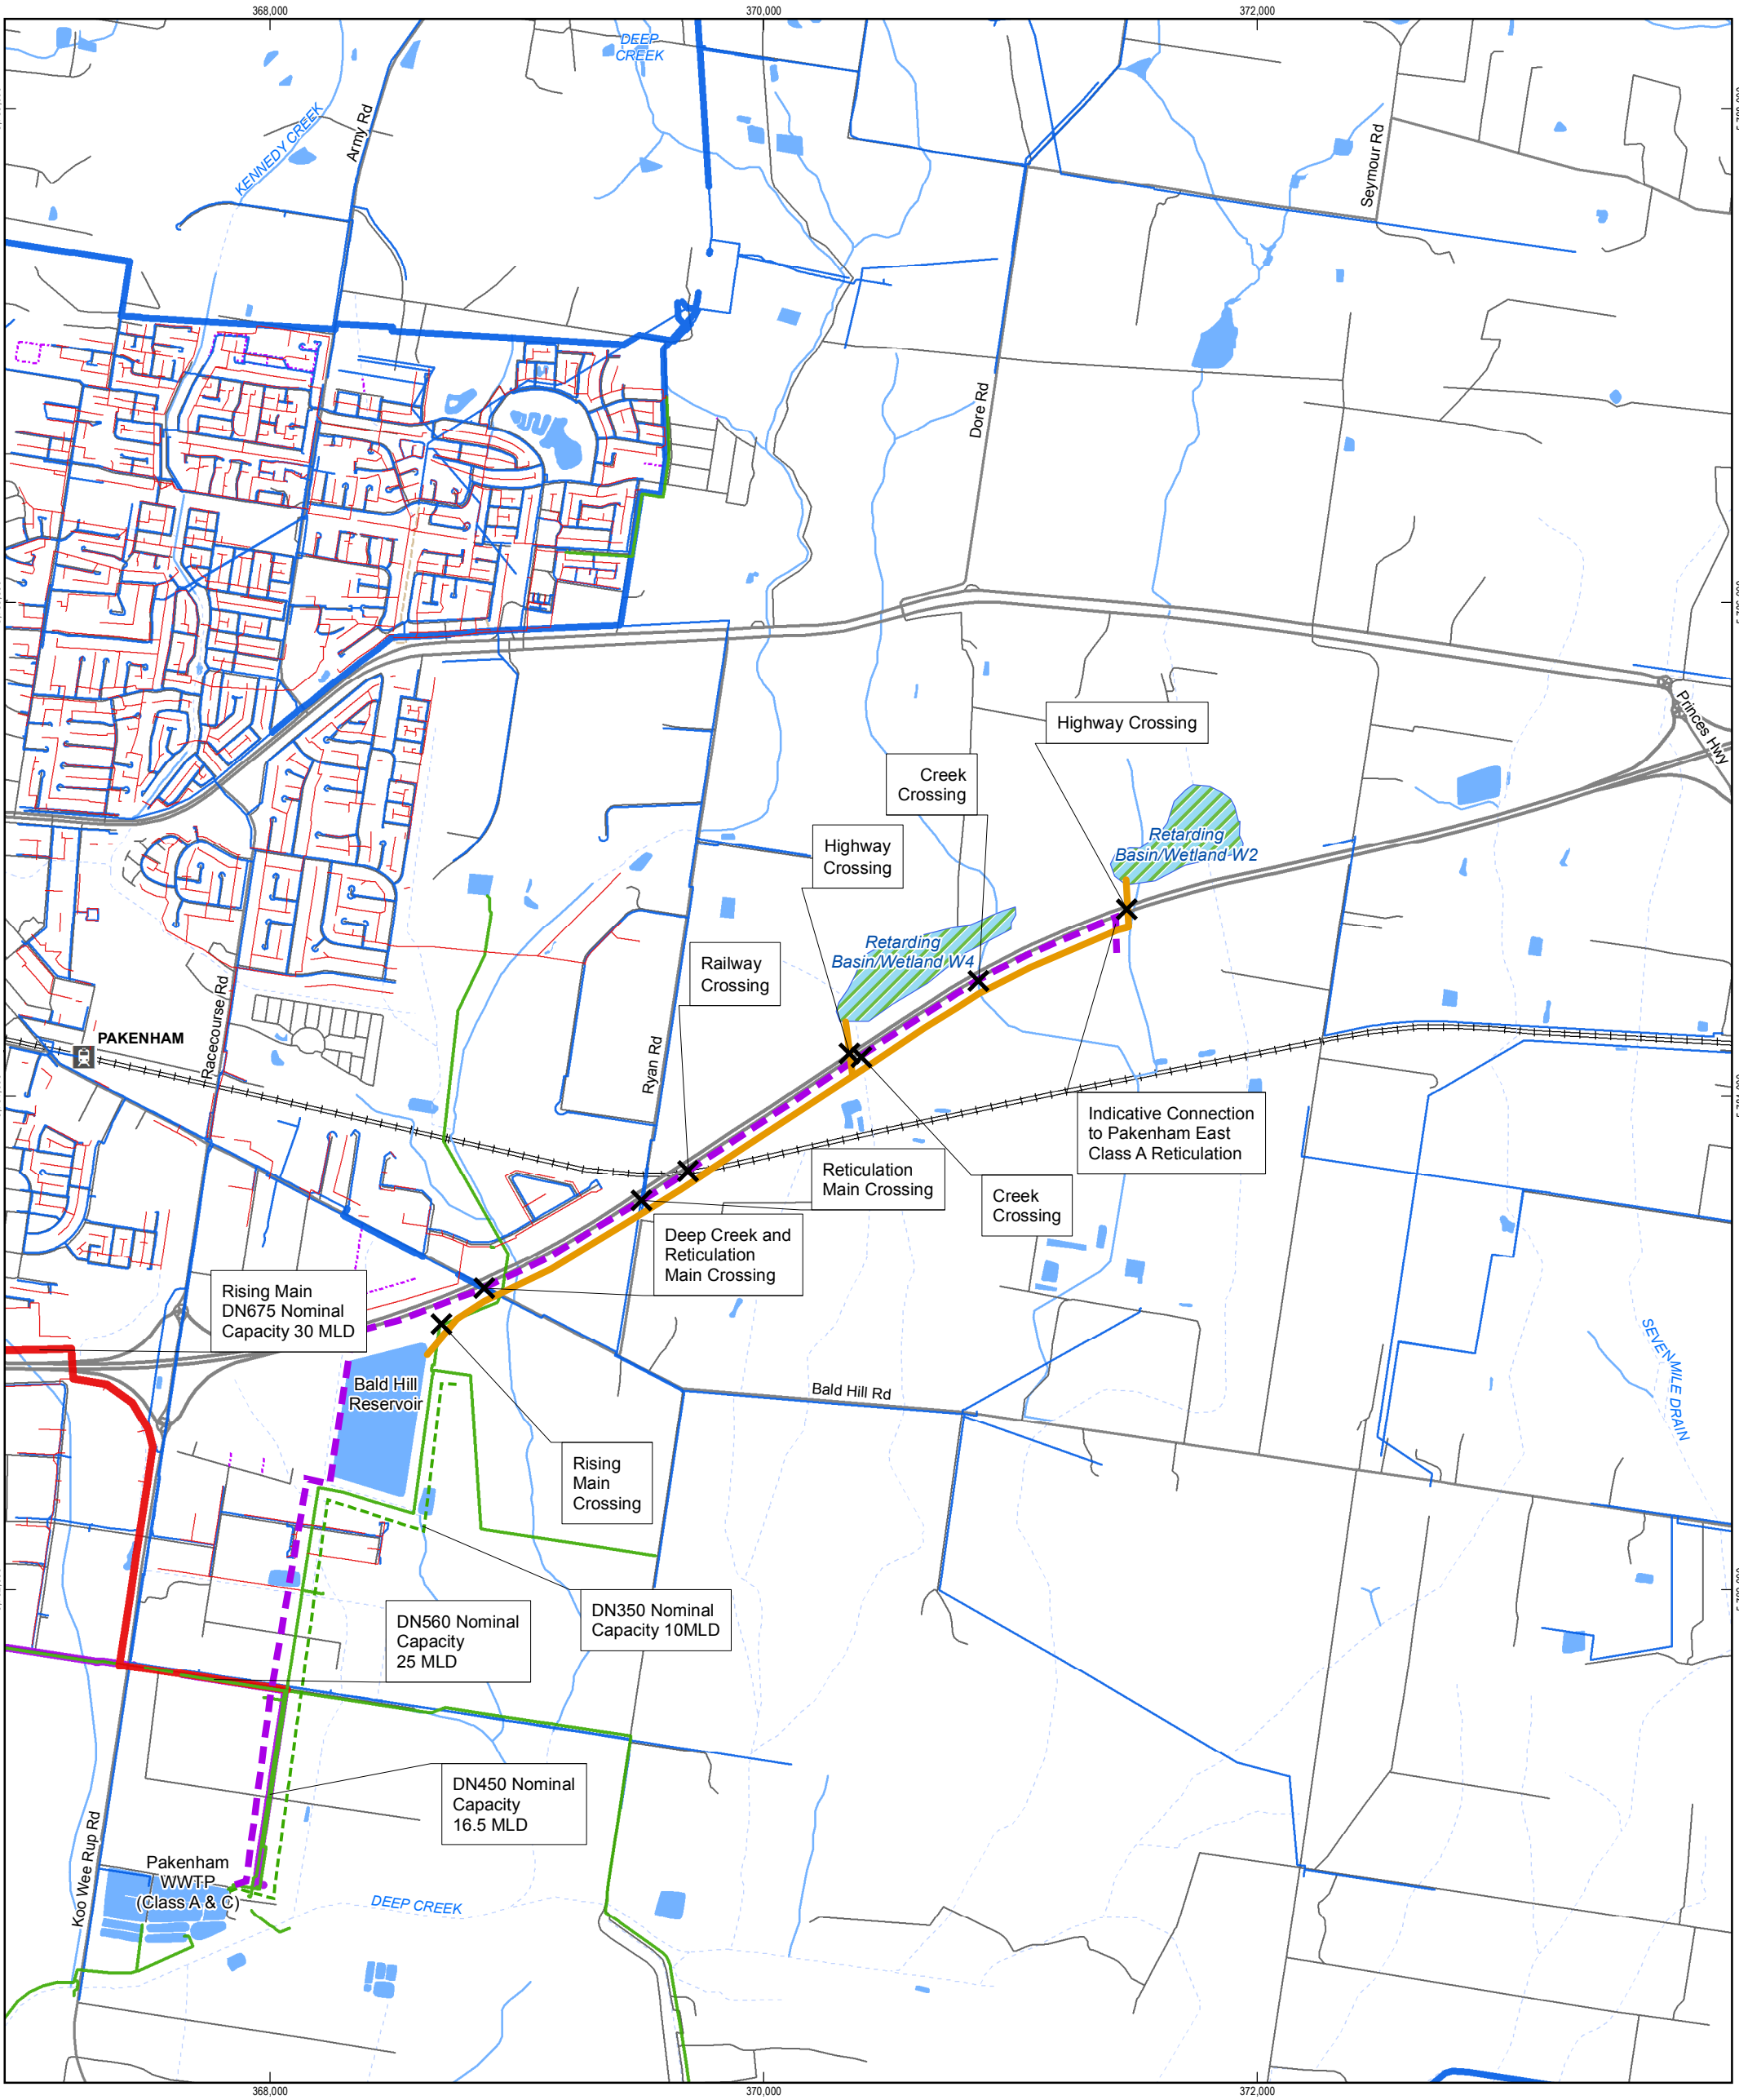 368,000
370,000
372,000
DEEP
CREEK
KENNEDY CREEK
Army Rd
Seymour Rd
Dore Rd
Princes Hwy
Highway Crossing
Creek
Crossing
Highway
Crossing
Retarding
Basin/Wetland W2
Retarding
Basin/Wetland W4
Railway
Crossing
Racecourse Rd
PAKENHAM
Ryan Rd
Indicative Connection
to Pakenham East
Class A Reticulation
Reticulation
Main Crossing
Creek
Crossing
Deep Creek and
Reticulation
Main Crossing
Rising Main
DN675 Nominal
Capacity 30 MLD
Bald Hill
Reservoir
Bald Hill Rd
SEVEN MILE DRAIN
Rising
Main
Crossing
DN560 Nominal
Capacity
25 MLD
DN350 Nominal
Capacity 10MLD
DN450 Nominal
Capacity
16.5 MLD
Koo Wee Rup Rd
Pakenham
WWTP
(Class A & C)
DEEP CREEK
368,000
370,000
372,000